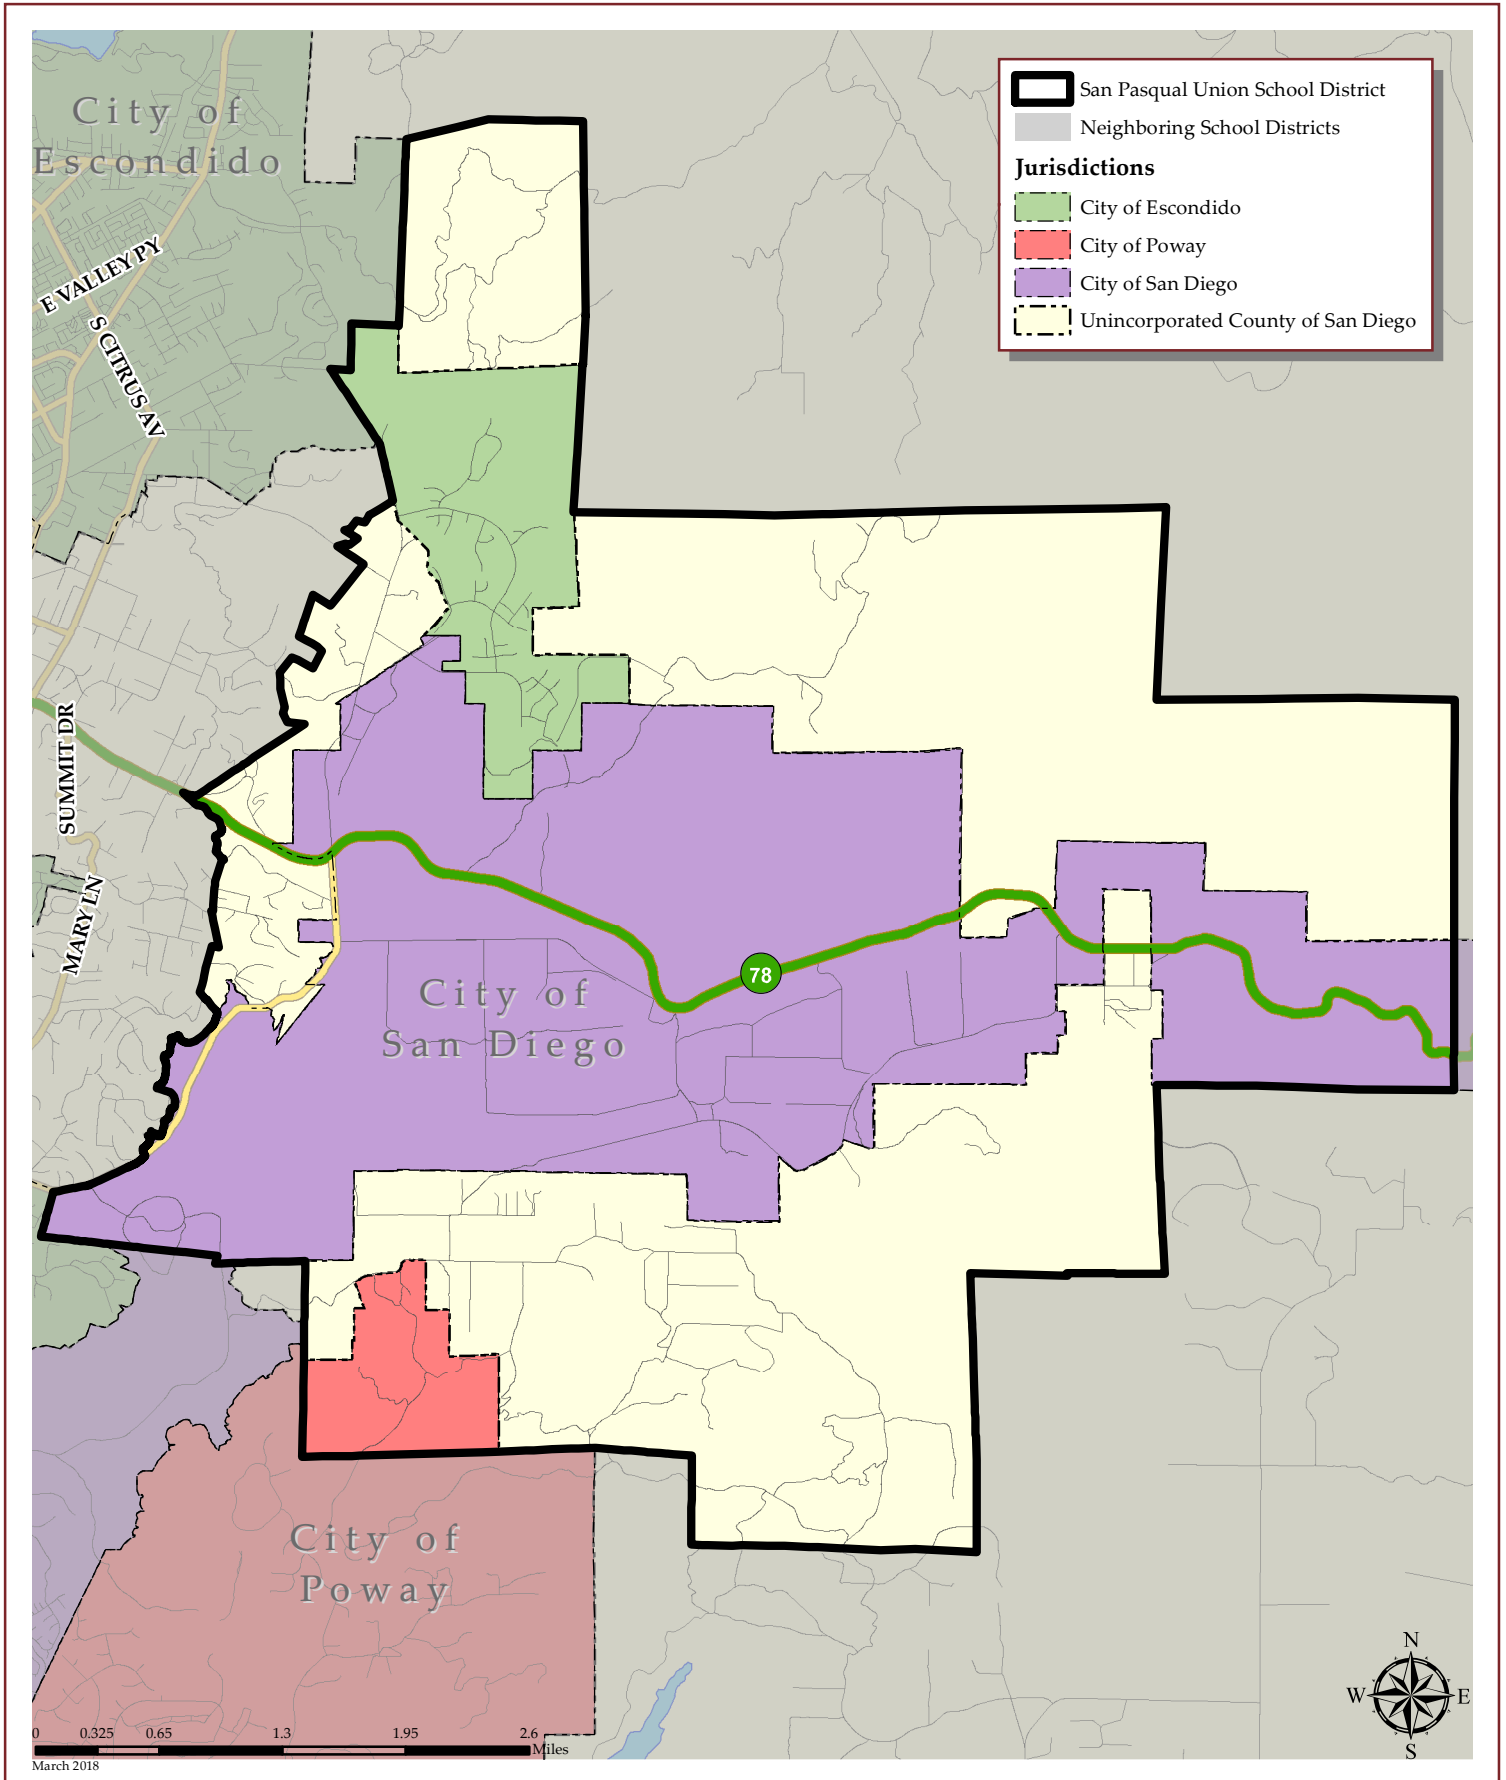 City of
Escondido
E VALLEY PY
S CITRUS AV
SUMMIT DR
MARY LN
San Pasqual Union School District
Neighboring School Districts
Jurisdictions
City of Escondido
City of Poway
City of San Diego
Unincorporated County of San Diego
78
City of
San Diego
City of
Poway
N
W E
S
0 0.325 0.65 1.3 1.95 2.6
Miles
March 2018